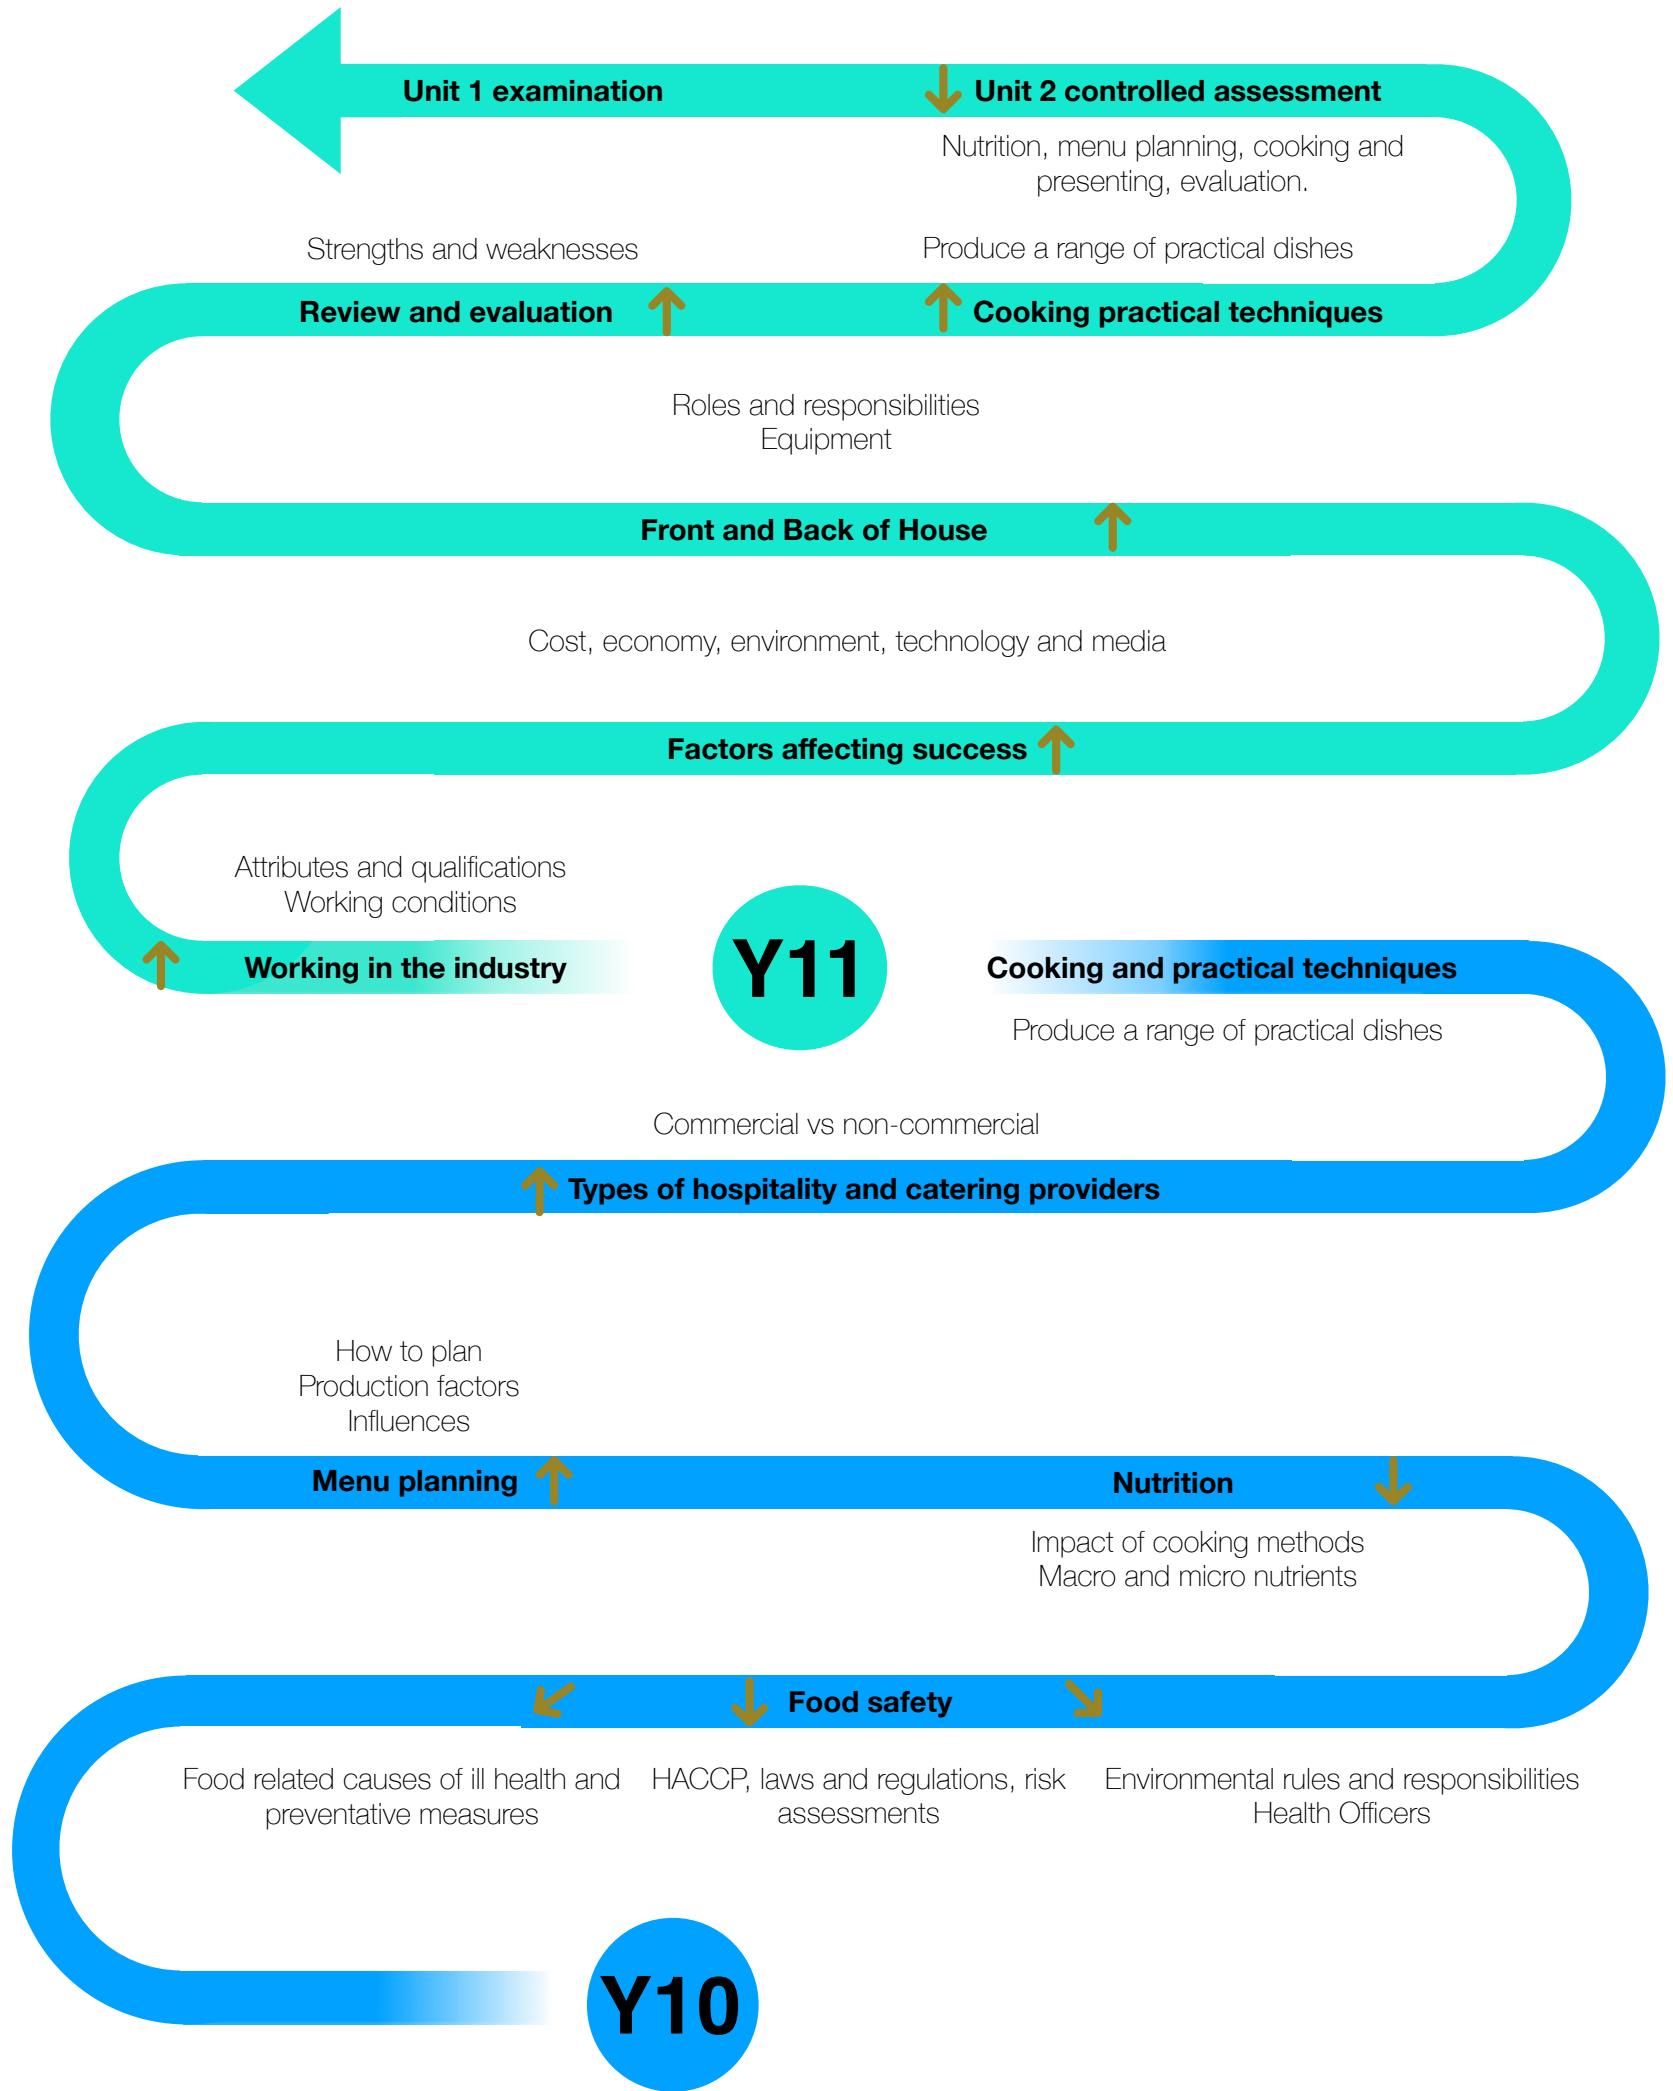 Unit 1 examination
Unit 2 controlled assessment
Nutrition, menu planning, cooking and
presenting, evaluation.
Strengths and weaknesses
Produce a range of practical dishes
Review and evaluation
Cooking practical techniques
Roles and responsibilities
Equipment
Front and Back of House
Cost, economy, environment, technology and media
Factors affecting success
Attributes and qualifications
Working conditions
Working in the industry
Y11
Cooking and practical techniques
Produce a range of practical dishes
Commercial vs non-commercial
Types of hospitality and catering providers
How to plan
Production factors
Influences
Menu planning
Nutrition
Impact of cooking methods
Macro and micro nutrients
Food safety
Food related causes of ill health and
preventative measures
HACCP, laws and regulations, risk
assessments
Environmental rules and responsibilities
Health Officers
Y10